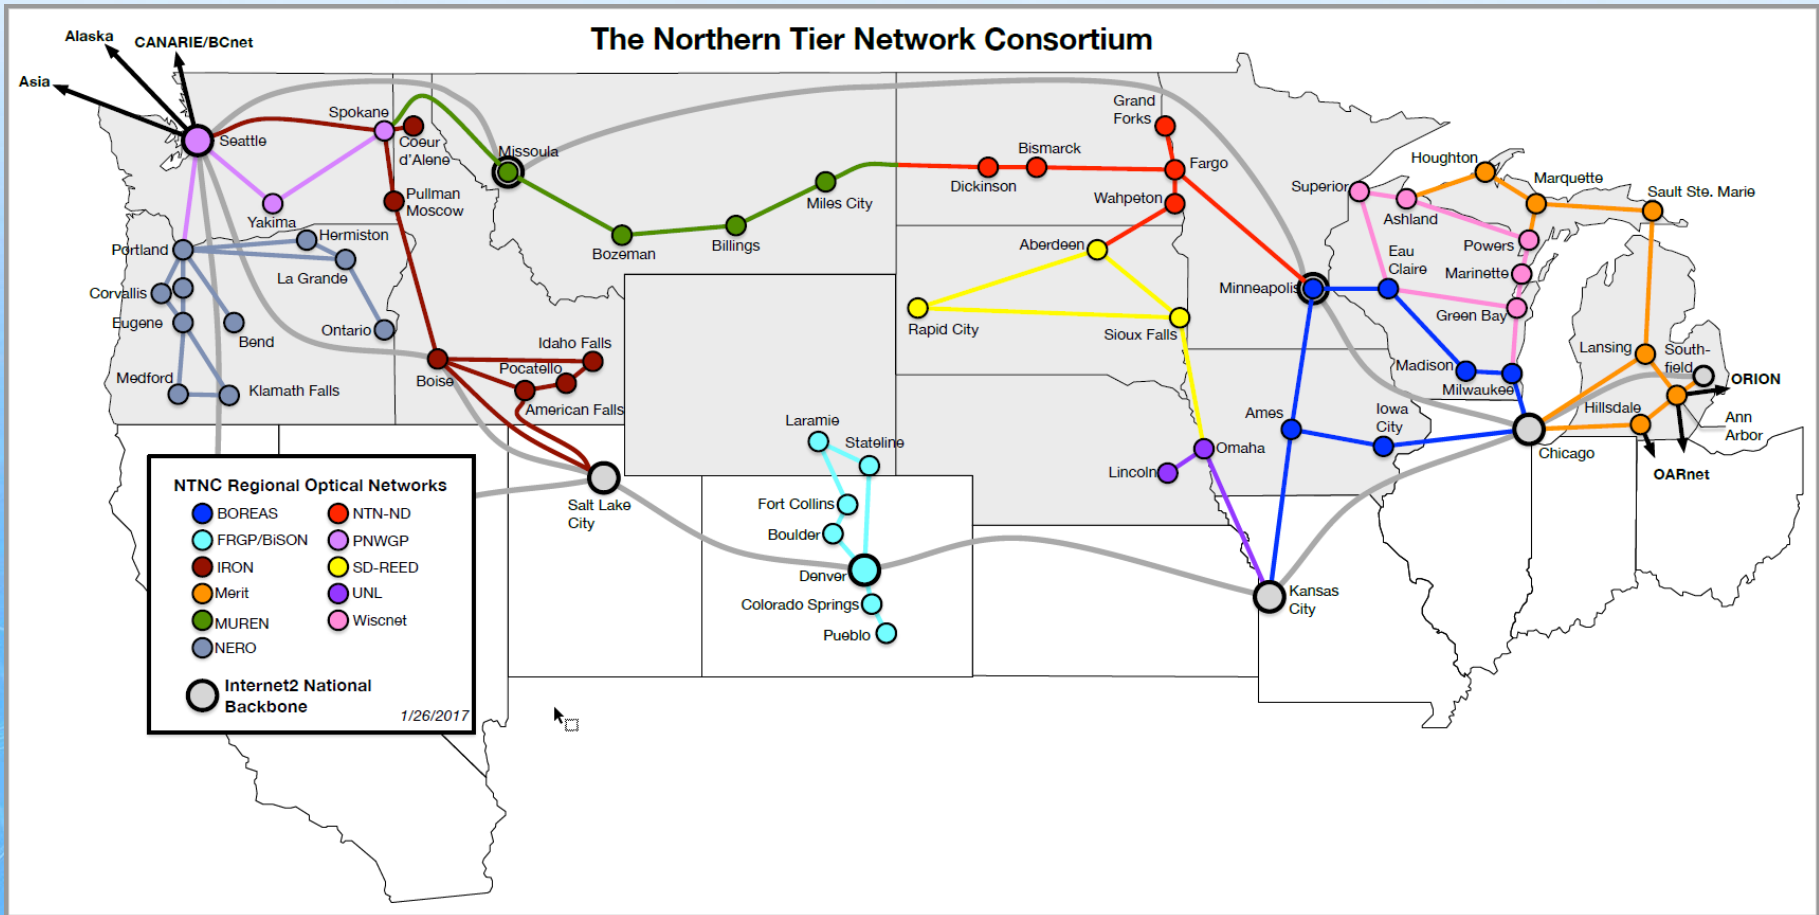 The Northern Tier Network Consortium
Alaska
CANARIE/BCnet
Asia
Seattle
Spokane
Coeur
d'Alene
Yakima
Pullman
Moscow
Portland
Hermiston
La Grande
Corvallis
Eugene
Bend
Ontario
Medford
Klamath Falls
Boise
Idaho Falls
Pocatello
American Falls
Salt Lake
City
Missoula
Bozeman
Billings
Miles City
Dickinson
Bismarck
Grand
Forks
Fargo
Wahpeton
Aberdeen
Rapid City
Sioux Falls
Omaha
Lincoln
Laramie
Stateline
Fort Collins
Boulder
Denver
Colorado Springs
Pueblo
Kansas
City
Minneapolis
Ames
Iowa
City
Superior
Ashland
Houghton
Marquette
Sault Ste. Marie
Powers
Marinette
Eau
Claire
Green Bay
Madison
Milwaukee
Chicago
Lansing
South-
field
Hillsdale
ORION
Ann
Arbor
OARnet
NTNC Regional Optical Networks
BOREAS
NTN-ND
FRGP/BiSON
PNWGP
IRON
SD-REED
Merit
UNL
MUREN
Wiscnet
NERO
Internet2 National
Backbone
1/26/2017